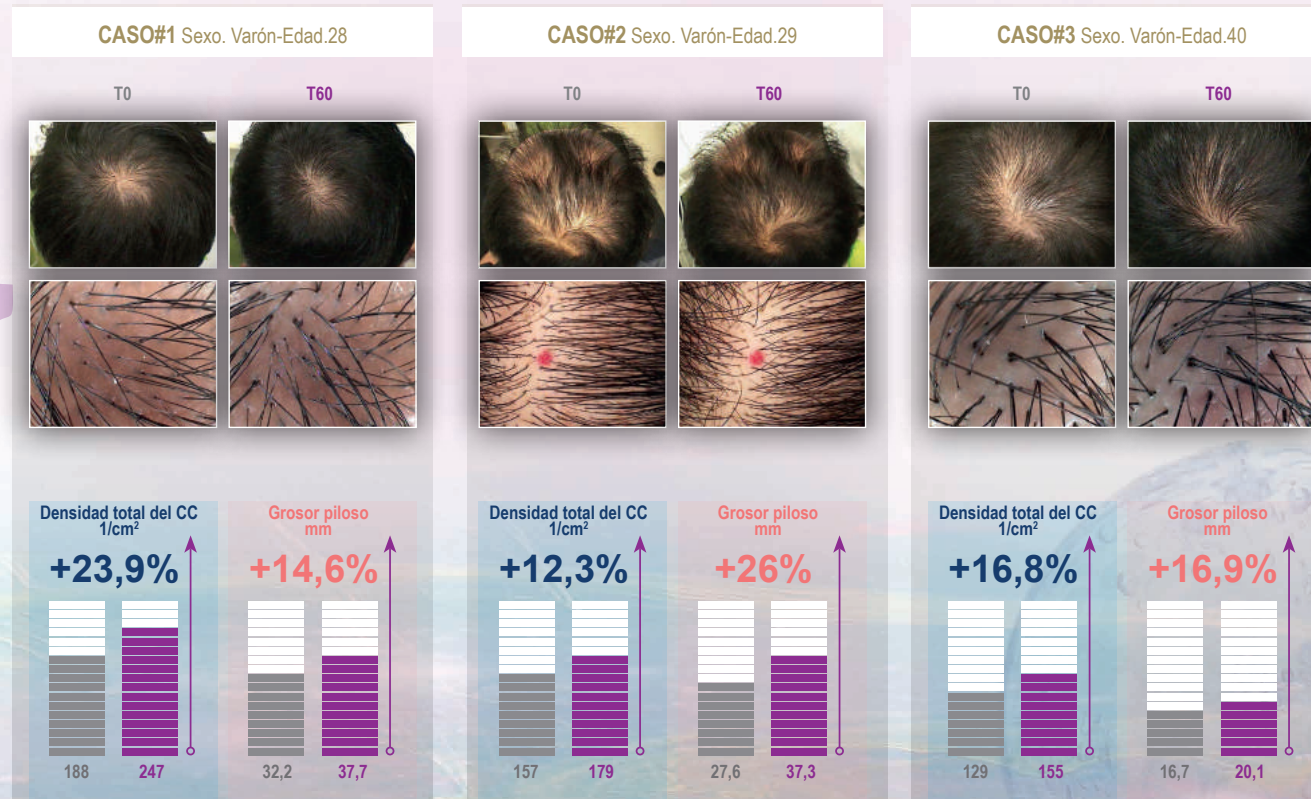 CASO#1 Sexo. Varón-Edad.28
T0
T60
Densidad total del CC
1/cm²
+23,9%
188
247
Grosor piloso
mm
+14,6%
32,2
37,7
CASO#2 Sexo. Varón-Edad.29
T0
T60
Densidad total del CC
1/cm²
+12,3%
157
179
Grosor piloso
mm
+26%
27,6
37,3
CASO#3 Sexo. Varón-Edad.40
T0
T60
Densidad total del CC
1/cm²
+16,8%
129
155
Grosor piloso
mm
+16,9%
16,7
20,1